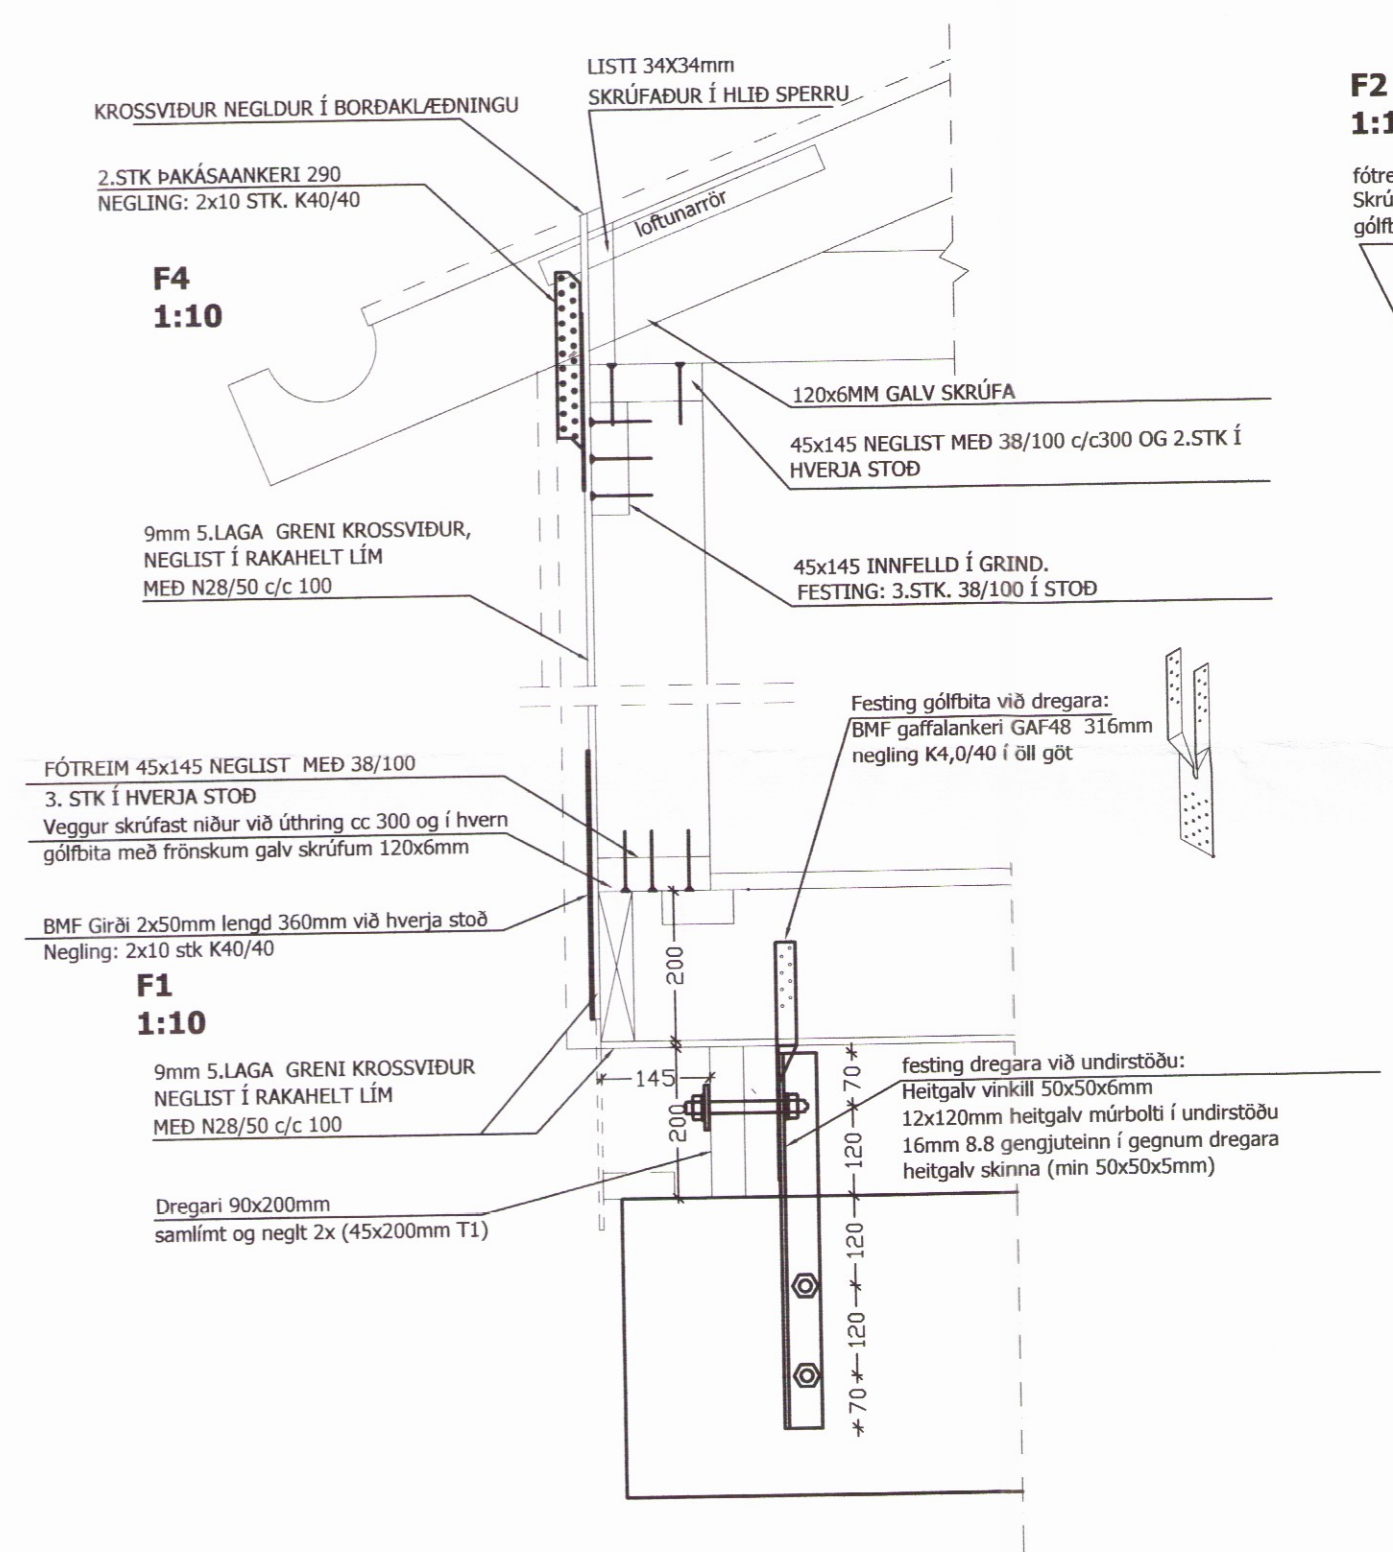 LISTI 34X34mm
SKRÚFAÐUR Í HLIÐ SPERRU
KROSSVIÐUR NEGLDUR Í BORÐAKLÆÐNINGU
2.STK ÞAKÁSAANKERI 290
NEGLING: 2x10 STK. K40/40
loftunarrör
F4
1:10
120x6MM GALV SKRÚFA
45x145 NEGLIST MEÐ 38/100 c/c300 OG 2.STK Í
HVERJA STOÐ
9mm 5.LAGA GRENI KROSSVIÐUR,
NEGLIST Í RAKAHELT LÍM
MEÐ N28/50 c/c 100
45x145 INNFELLD Í GRIND.
FESTING: 3.STK. 38/100 Í STOÐ
Festing gólfbita við dregara:
BMF gaffalankeri GAF48 316mm
negling K4,0/40 í öll göt
FÓTREIM 45x145 NEGLIST MEÐ 38/100
3. STK Í HVERJA STOÐ
Veggur skrúfast niður við úthring cc 300 og í hvern
gólfbita með frönskum galv skrúfum 120x6mm
BMF Girði 2x50mm lengd 360mm við hverja stoð
Negling: 2x10 stk K40/40
F1
1:10
9mm 5.LAGA GRENI KROSSVIÐUR
NEGLIST Í RAKAHELT LÍM
MEÐ N28/50 c/c 100
Dregari 90x200mm
samlímt og neglt 2x (45x200mm T1)
200
145
200
70
120
120
120
70
festing dregara við undirstöðu:
Heitgalv vinkill 50x50x6mm
12x120mm heitgalv múrbolti í undirstöðu
16mm 8.8 gengjuteinn í gegnum dregara
heitgalv skinna (min 50x50x5mm)
F2